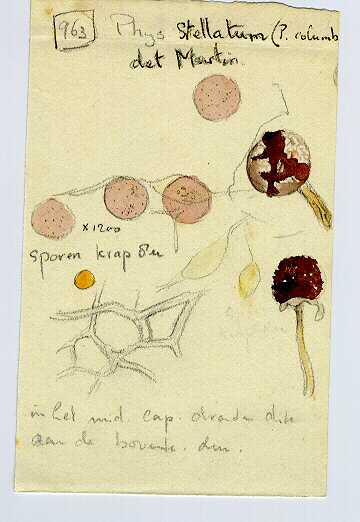 963 Phys Stellatum (P. columb
det Martin.
x 1200
sporen krap 8u
in het mid. cap. draden dik
aan de bovenk. dun.